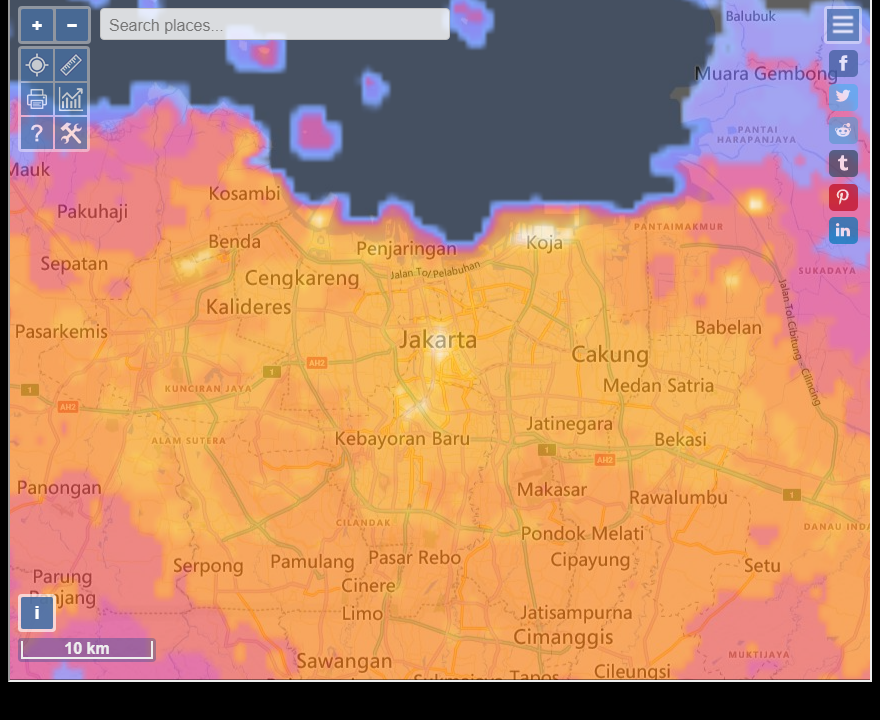 Balubuk
Search places...
Muara Gembong
PANTAI
HARAPANJAYA
?
Mauk
Kosambi
Pakuhaji
PANTAIMAKMUR
Benda
Penjaringan
Koja
Sepatan
Jalan Tol Pelabuhan
SUKADAYA
Cengkareng
Kalideres
Jalan Tol Cibitung - Cilincing
Pasarkemis
Babelan
Jakarta
Cakung
AH2
1
KUNCIRAN JAYA
Medan Satria
1
AH2
Jatinegara
ALAM SUTERA
Kebayoran Baru
Bekasi
1
AH2
Panongan
Makasar
Rawalumbu
1
CILANDAK
DANAU INDA
Pondok Melati
Serpong
Pamulang
Pasar Rebo
Cipayung
Setu
Parung
Panjang
Cinere
Limo
Jatisampurna
Cimanggis
10 km
MUKTIJAYA
Sawangan
Cileungsi
Sukmajaya
Tapos